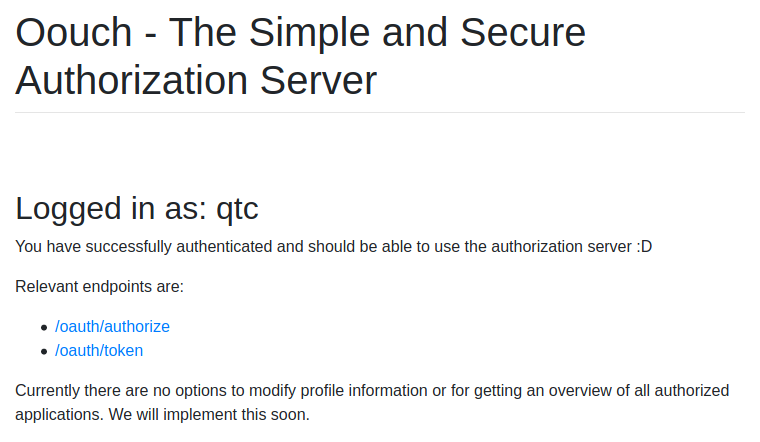 Oouch - The Simple and Secure
Authorization Server
Logged in as: qtc
You have successfully authenticated and should be able to use the authorization server :D
Relevant endpoints are:
• /oauth/authorize
• /oauth/token
Currently there are no options to modify profile information or for getting an overview of all authorized
applications. We will implement this soon.